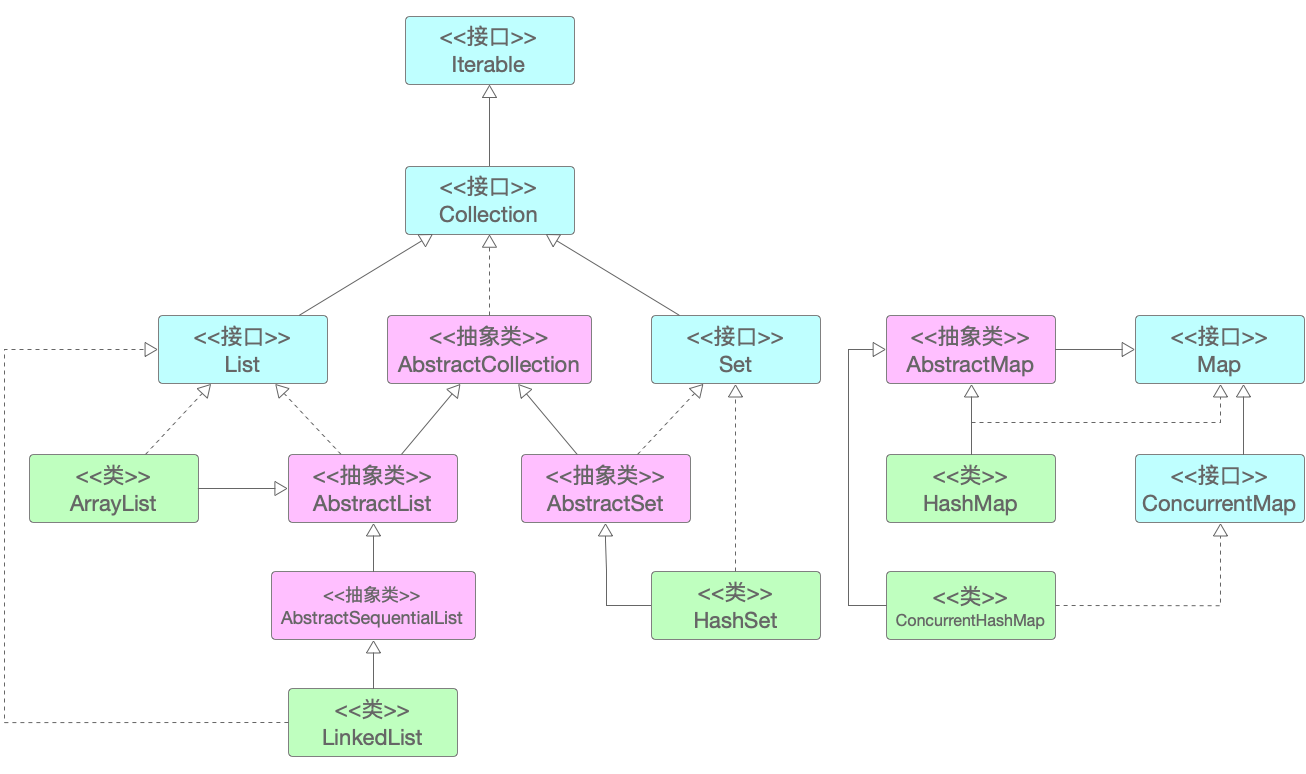 <<接口>>
Iterable
<<接口>>
Collection
<<接口>>
List
<<抽象类>>
AbstractCollection
<<接口>>
Set
<<抽象类>>
AbstractMap
<<接口>>
Map
<<类>>
ArrayList
<<抽象类>>
AbstractList
<<抽象类>>
AbstractSet
<<类>>
HashMap
<<接口>>
ConcurrentMap
<<抽象类>>
AbstractSequentialList
<<类>>
HashSet
<<类>>
ConcurrentHashMap
<<类>>
LinkedList